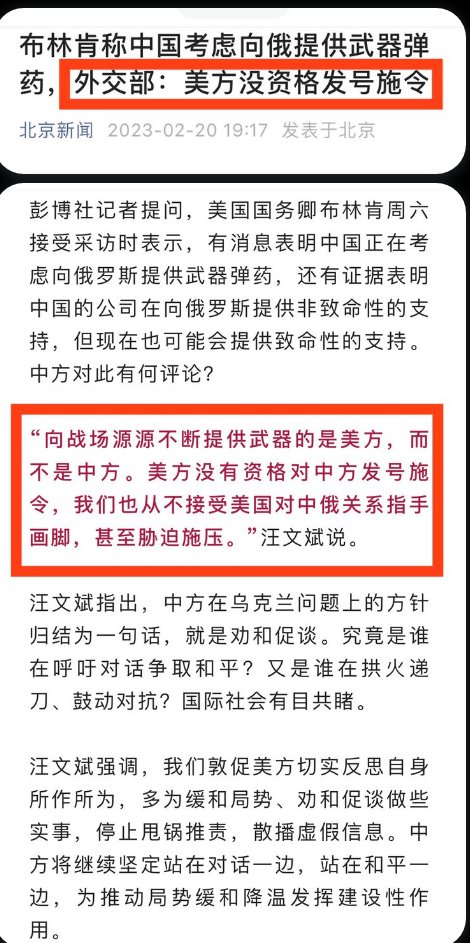 布林肯称中国考虑向俄提供武器弹
药，外交部：美方没资格发号施令
北京新闻 2023-02-20 19:17 发表于北京
彭博社记者提问，美国国务卿布林肯周六
接受采访时表示，有消息表明中国正在考
虑向俄罗斯提供武器弹药，还有证据表明
中国的公司在向俄罗斯提供非致命性的支
持，但现在也可能会提供致命性的支持。
中方对此有何评论？
“向战场源源不断提供武器的是美方，而
不是中方。美方没有资格对中方发号施
令，我们也从不接受美国对中俄关系指手
画脚，甚至胁迫施压。”汪文斌说。
汪文斌指出，中方在乌克兰问题上的方针
归结为一句话，就是劝和促谈。究竟是谁
在呼吁对话争取和平？又是谁在拱火递
刀、鼓动对抗？国际社会有目共睹。
汪文斌强调，我们敦促美方切实反思自身
所作所为，多为缓和局势、劝和促谈做些
实事，停止甩锅推责，散播虚假信息。中
方将继续坚定站在对话一边，站在和平一
边，为推动局势缓和降温发挥建设性作
用。